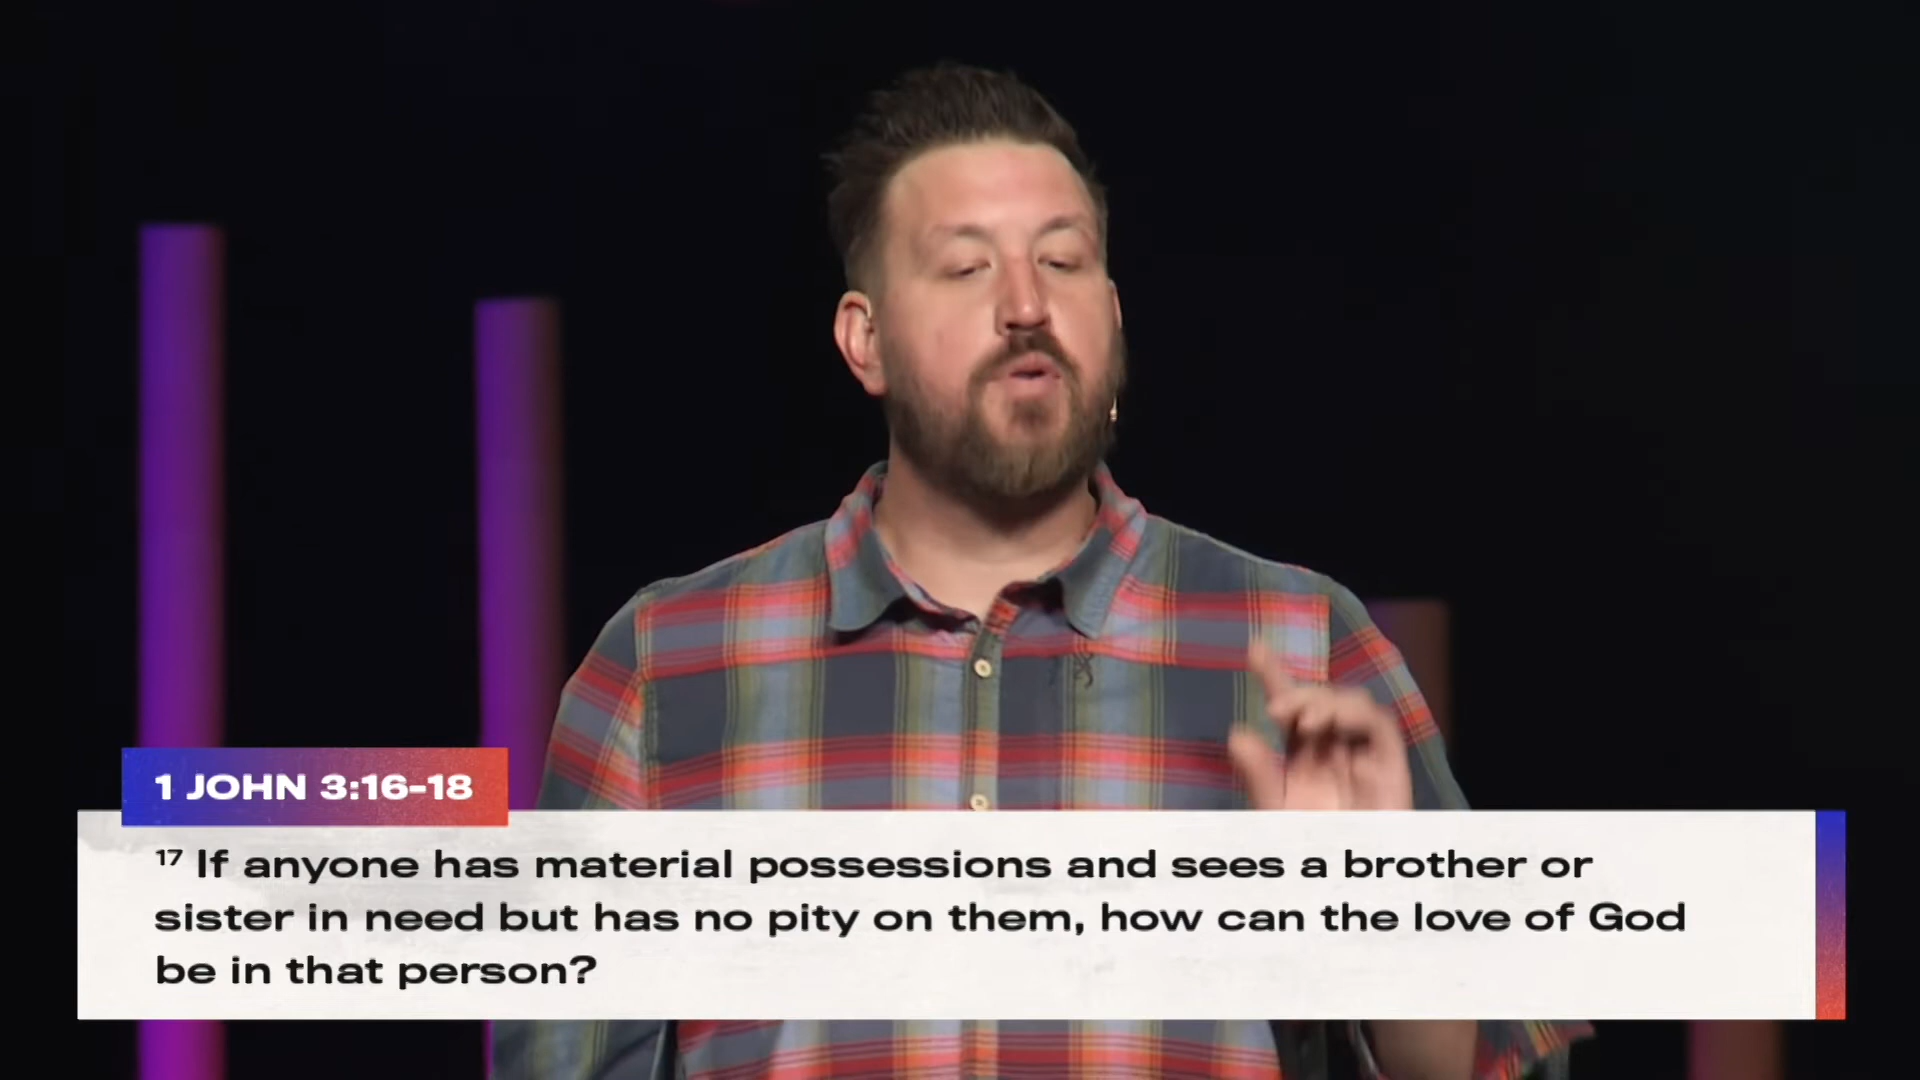 1 JOHN 3:16-18
17 If anyone has material possessions and sees a brother or
sister in need but has no pity on them, how can the love of God
be in that person?